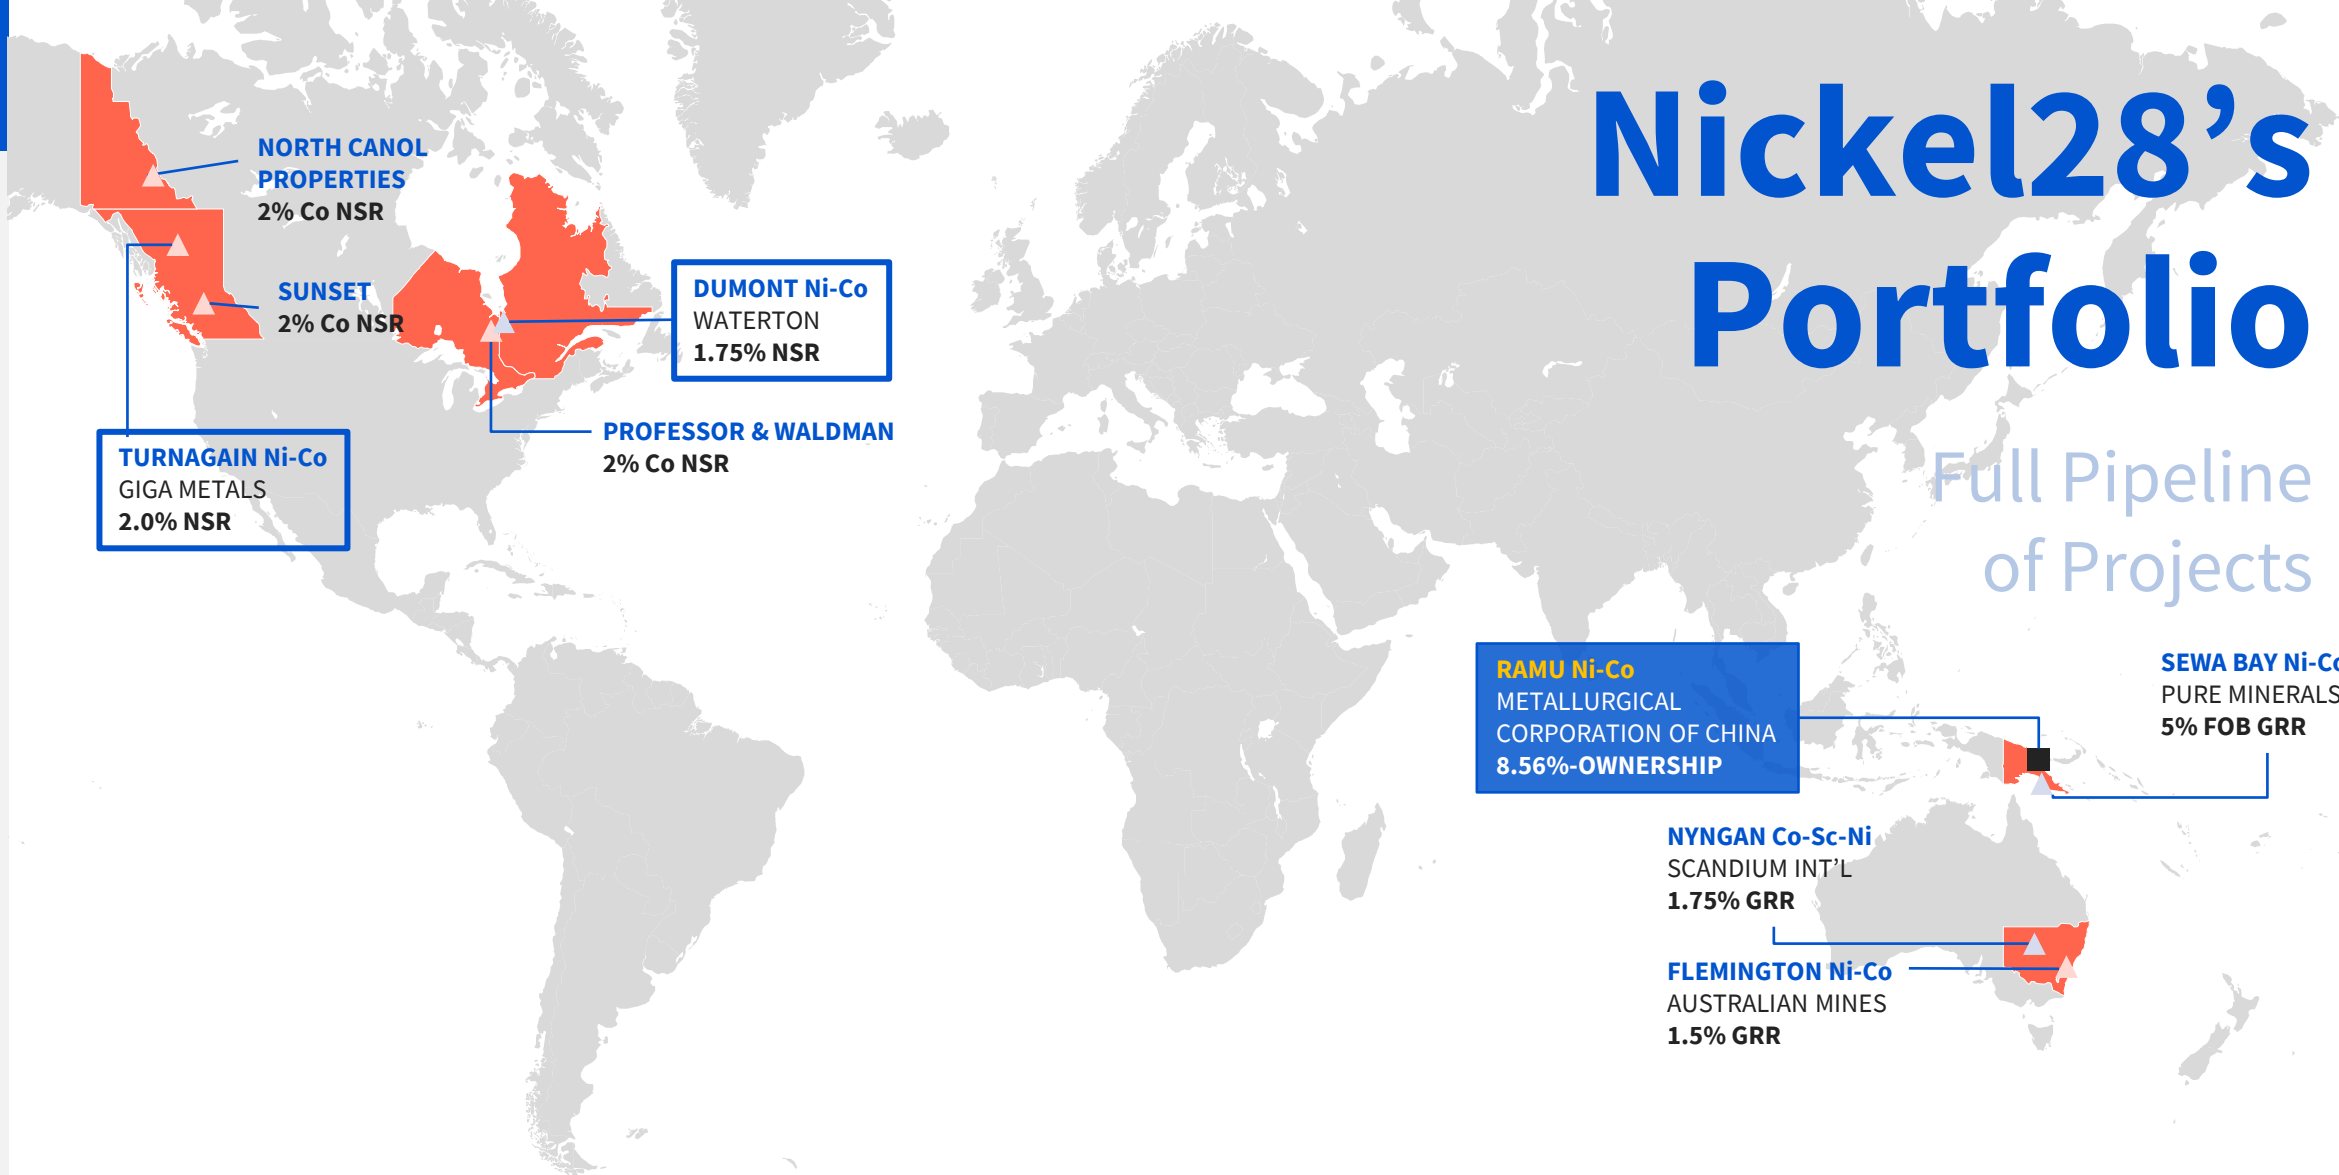 Nickel28’s
Portfolio
Full Pipeline
of Projects
NORTH CANOL
PROPERTIES
2% Co NSR
SUNSET
2% Co NSR
DUMONT Ni-Co
WATERTON
1.75% NSR
PROFESSOR & WALDMAN
2% Co NSR
TURNAGAIN Ni-Co
GIGA METALS
2.0% NSR
RAMU Ni-Co
METALLURGICAL
CORPORATION OF CHINA
8.56%-OWNERSHIP
SEWA BAY Ni-Co
PURE MINERALS
5% FOB GRR
NYNGAN Co-Sc-Ni
SCANDIUM INT’L
1.75% GRR
FLEMINGTON Ni-Co
AUSTRALIAN MINES
1.5% GRR